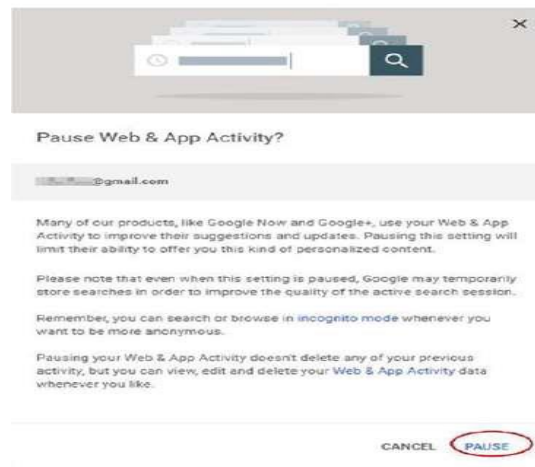 Pause Web & App Activity?
@gmail.com
Many of our products, like Google Now and Google+, use your Web & App
Activity to improve their suggestions and updates. Pausing this setting will
limit their ability to offer you this kind of personalized content.
Please note that even when this setting is paused, Google may temporarily
store searches in order to improve the quality of the active search session.
Remember, you can search or browse in incognito mode whenever you
want to be more anonymous.
Pausing your Web & App Activity doesn't delete any of your previous
activity, but you can view, edit and delete your Web & App Activity data
whenever you like.
CANCEL PAUSE